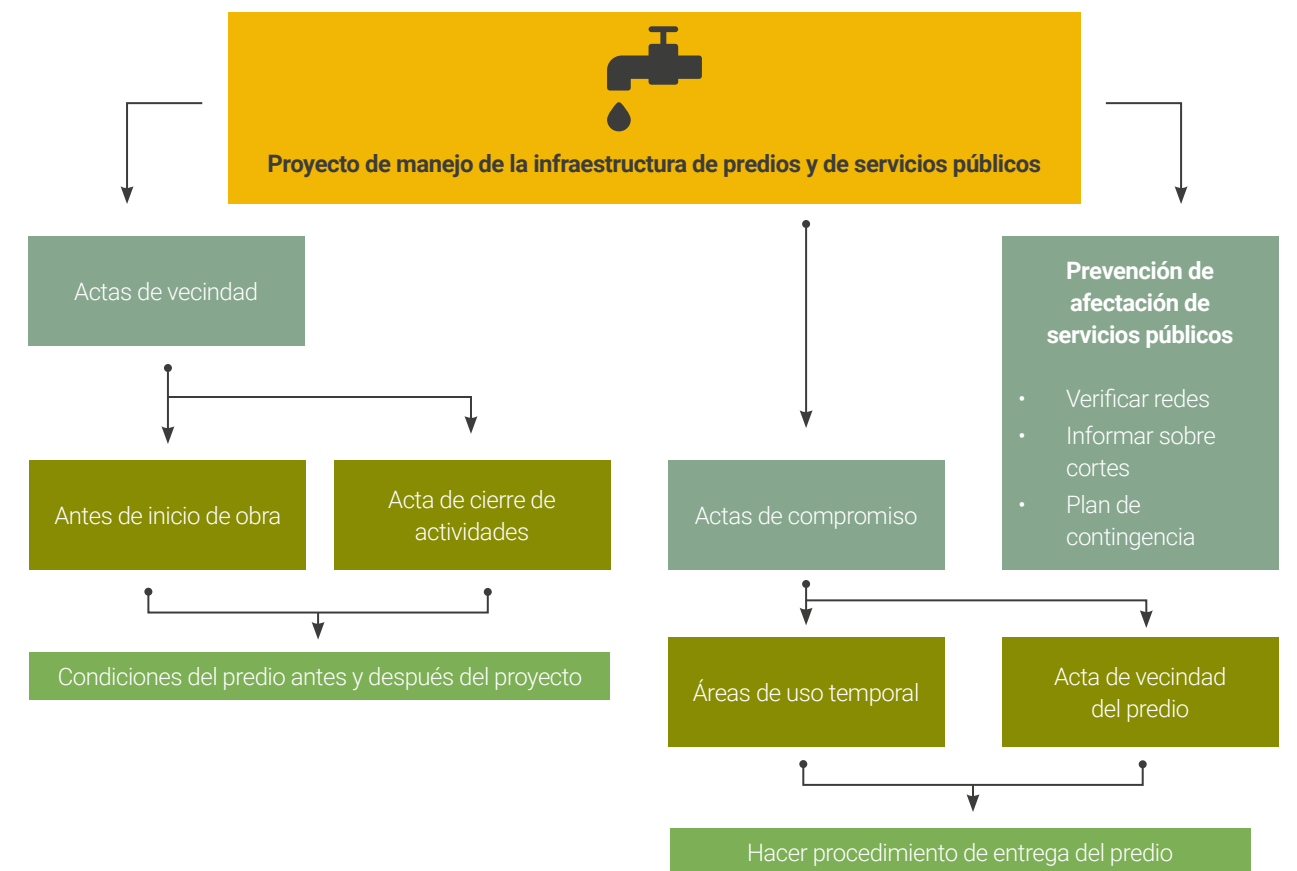 Proyecto de manejo de la infraestructura de predios y de servicios públicos
Actas de vecindad
Antes de inicio de obra
Acta de cierre de
actividades
Condiciones del predio antes y después del proyecto
Actas de compromiso
Áreas de uso temporal
Acta de vecindad
del predio
Hacer procedimiento de entrega del predio
Prevención de
afectación de
servicios públicos
• Verificar redes
• Informar sobre
cortes
• Plan de
contingencia